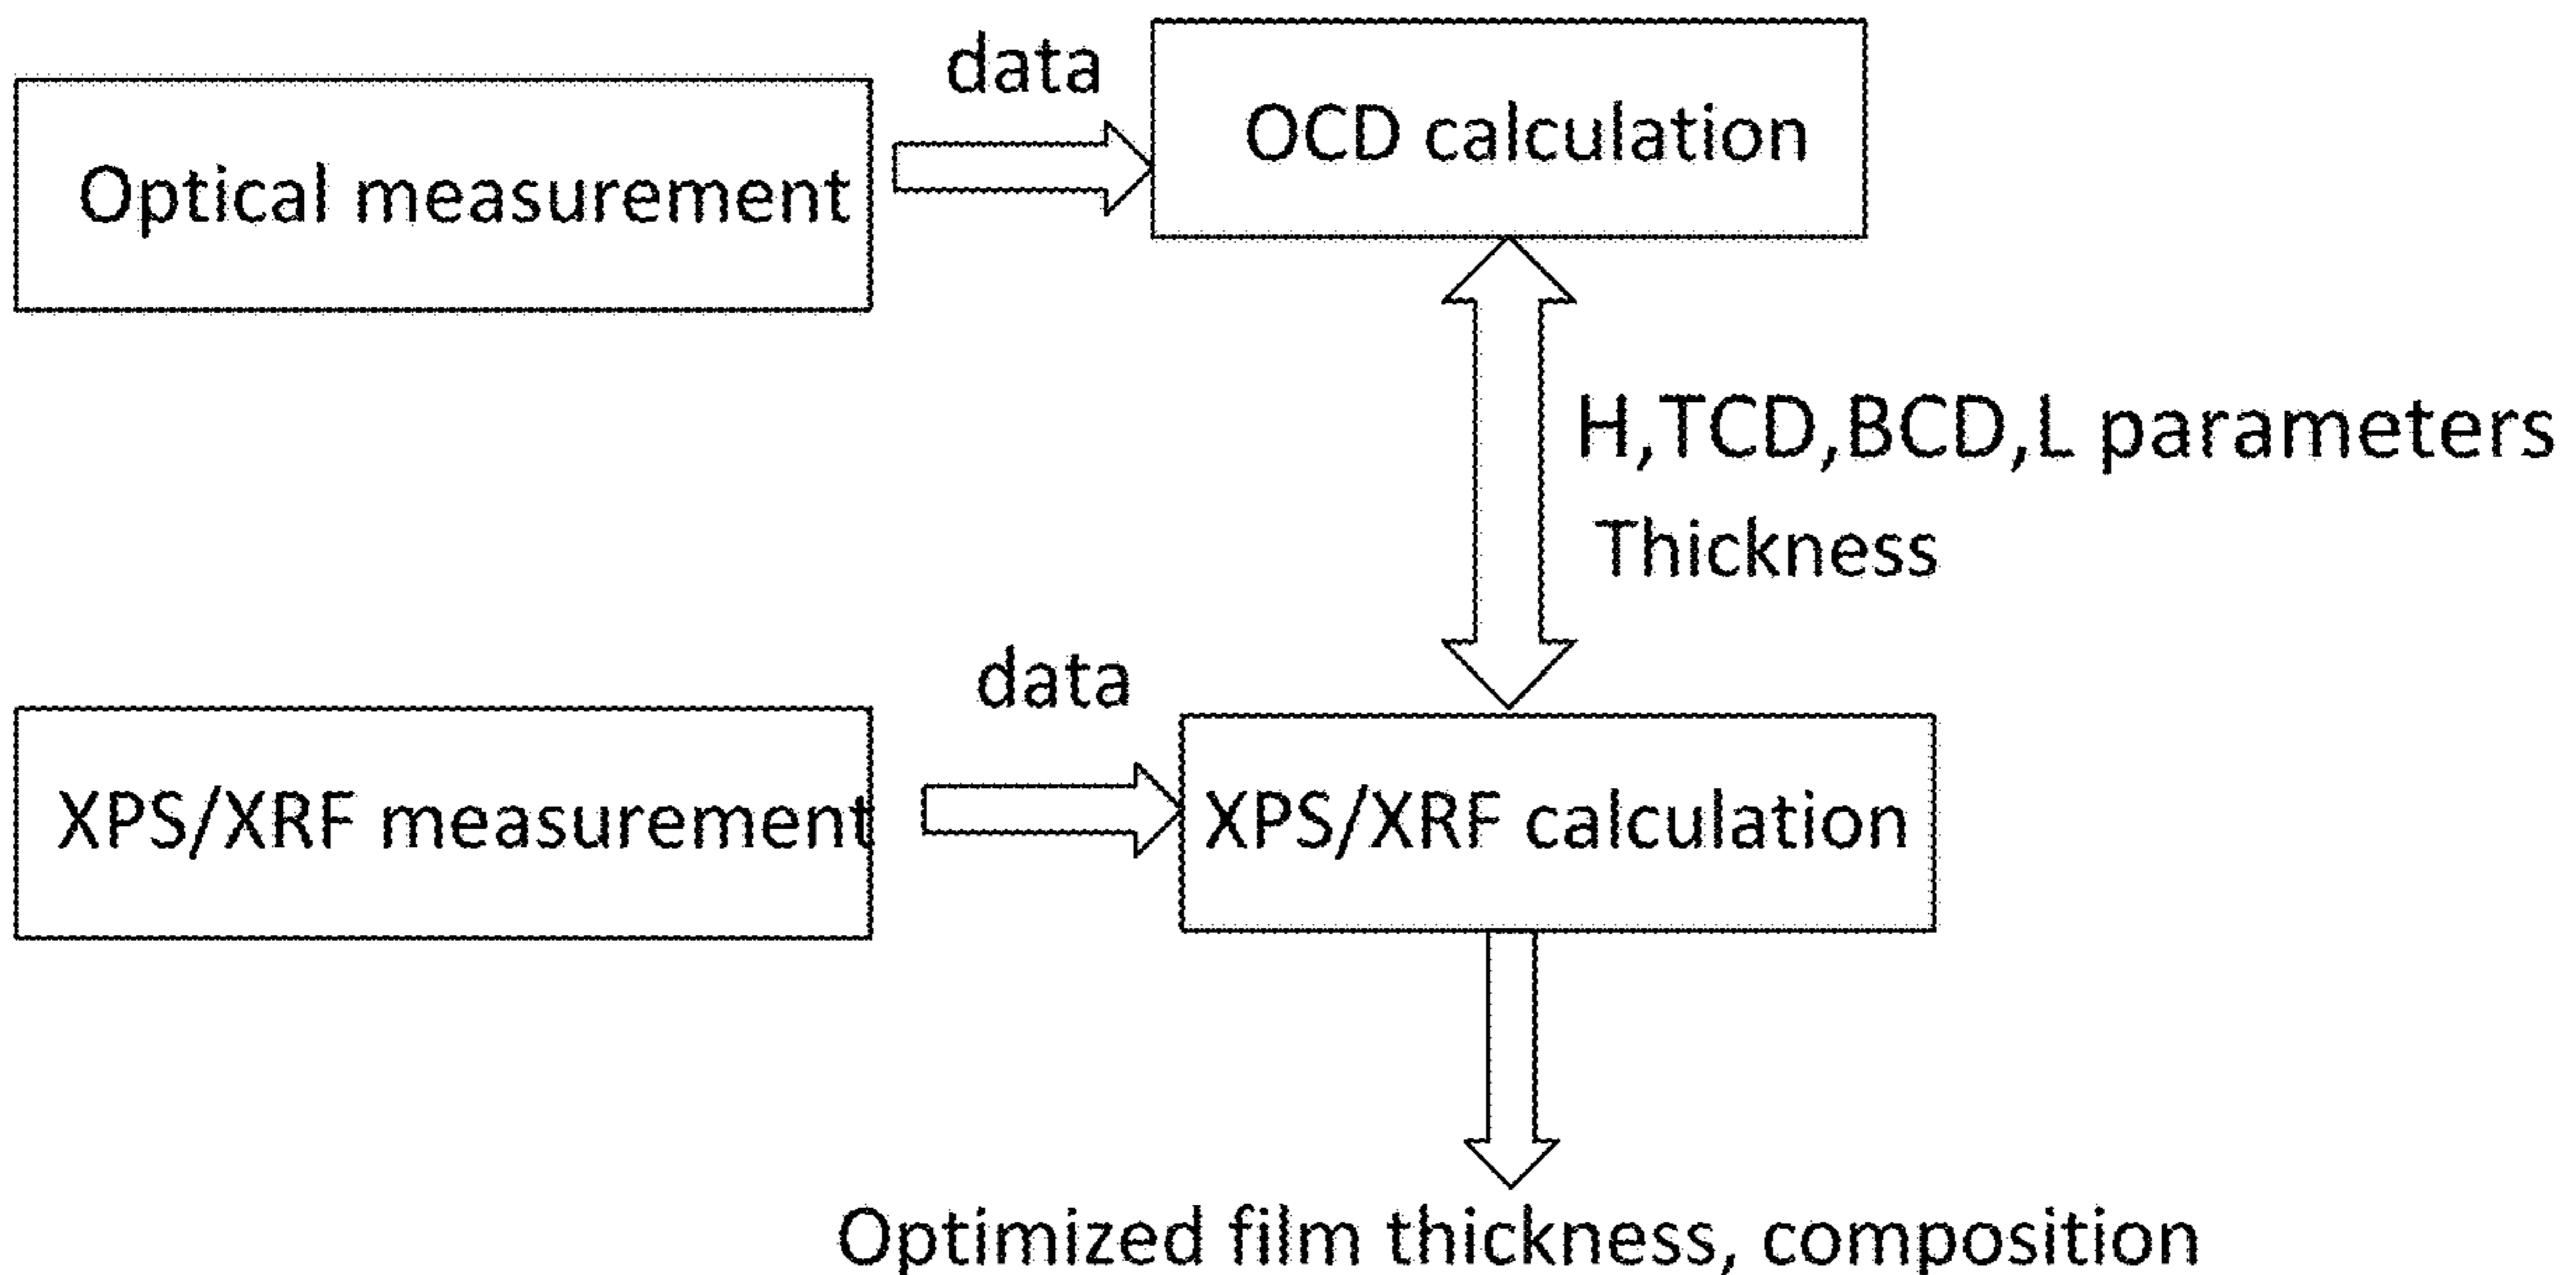 data
OCD calculation
Optical measurement
H,TCD,BCD,L parameters
Thickness
data
XPS/XRF measurement
XPS/XRF calculation
Optimized film thickness, composition